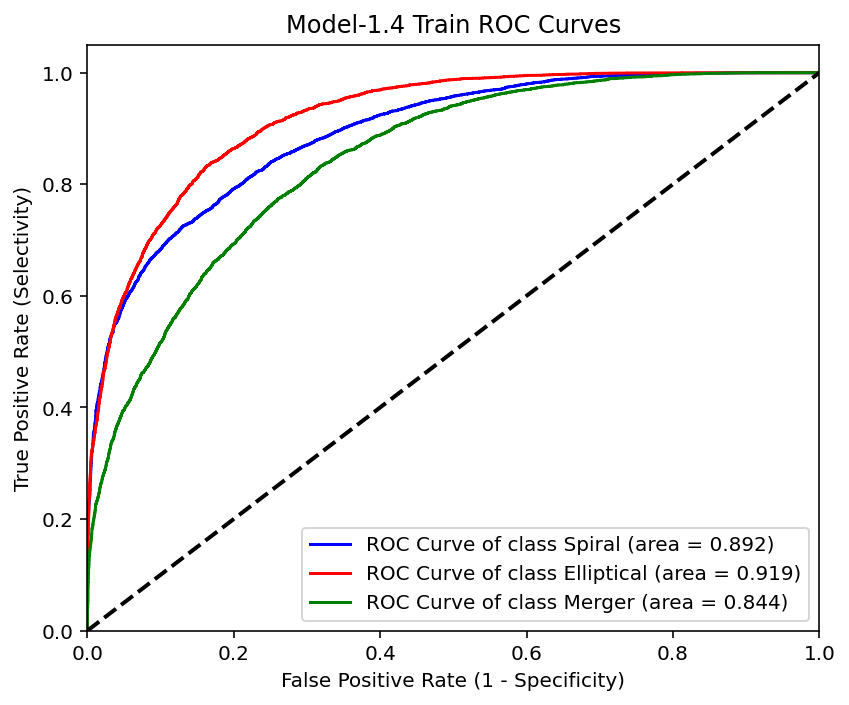 Model-1.4 Train ROC Curves
True Positive Rate (Selectivity)
1.0
0.8
0.6
0.4
0.2
0.0
ROC Curve of class Spiral (area = 0.892)
ROC Curve of class Elliptical (area = 0.919)
ROC Curve of class Merger (area = 0.844)
0.0 0.2 0.4 0.6 0.8 1.0
False Positive Rate (1 - Specificity)